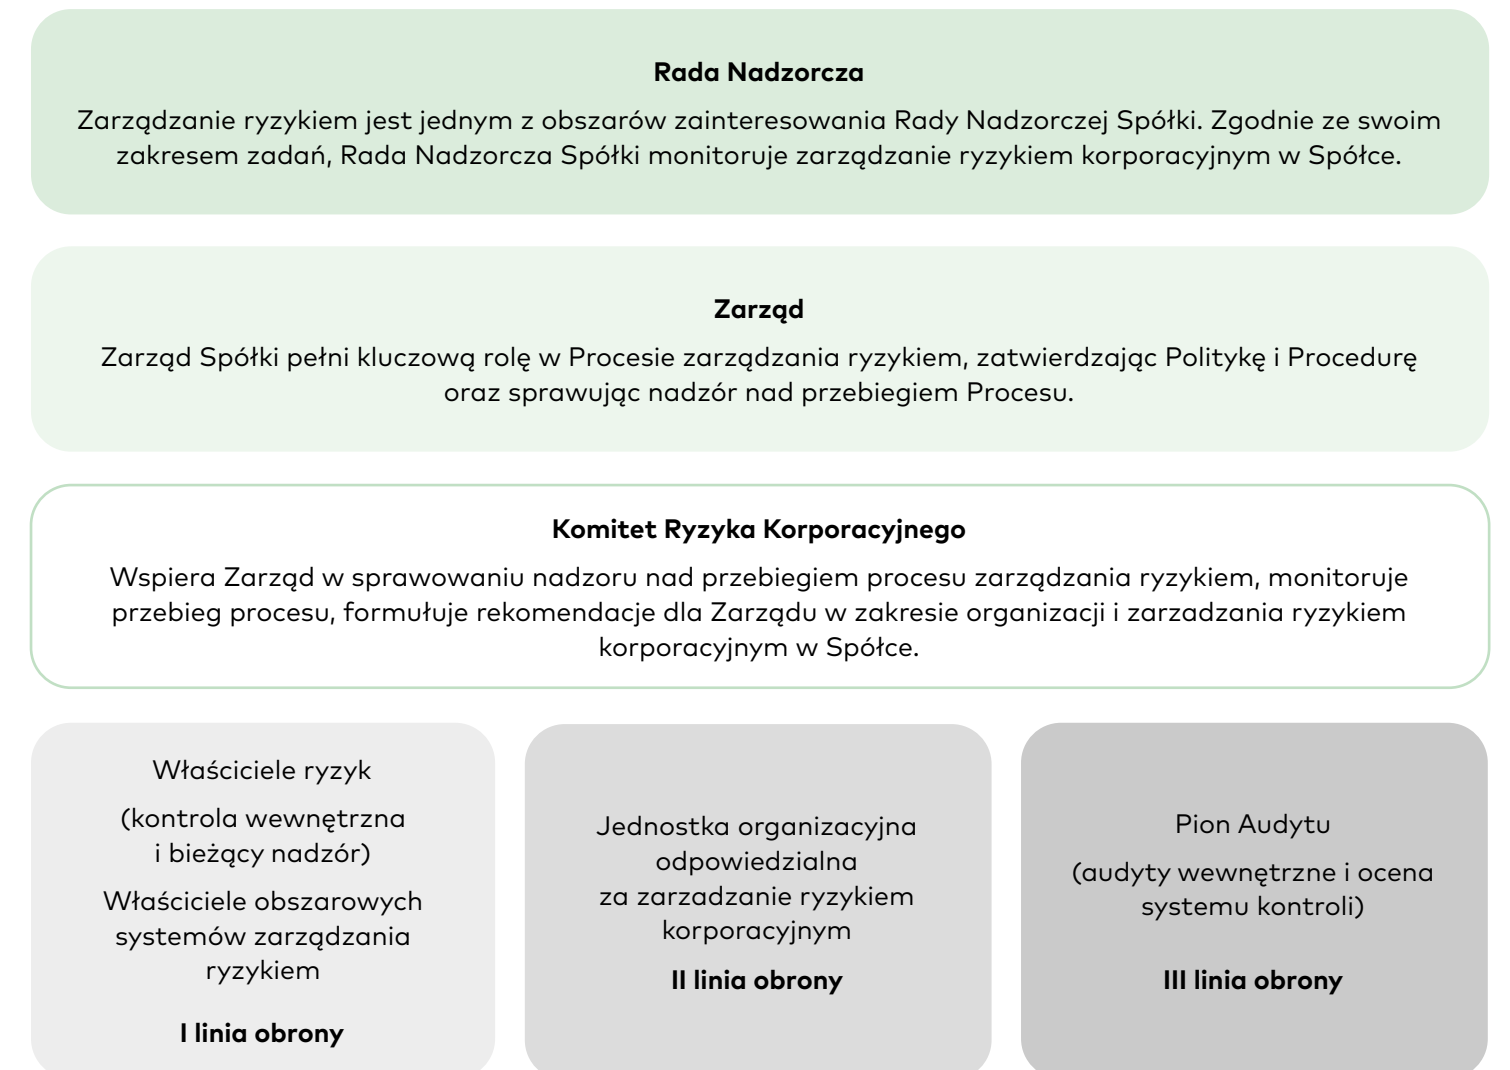 Rada Nadzorcza
Zarządzanie ryzykiem jest jednym z obszarów zainteresowania Rady Nadzorczej Spółki. Zgodnie ze swoim
zakresem zadań, Rada Nadzorcza Spółki monitoruje zarządzanie ryzykiem korporacyjnym w Spółce.
Zarząd
Zarząd Spółki pełni kluczową rolę w Procesie zarządzania ryzykiem, zatwierdzając Politykę i Procedurę
oraz sprawując nadzór nad przebiegiem Procesu.
Komitet Ryzyka Korporacyjnego
Wspiera Zarząd w sprawowaniu nadzoru nad przebiegiem procesu zarządzania ryzykiem, monitoruje
przebieg procesu, formułuje rekomendacje dla Zarządu w zakresie organizacji i zarzadzania ryzykiem
korporacyjnym w Spółce.
Właściciele ryzyk
(kontrola wewnętrzna
i bieżący nadzór)
Właściciele obszarowych
systemów zarządzania
ryzykiem
I linia obrony
Jednostka organizacyjna
odpowiedzialna
za zarzadzanie ryzykiem
korporacyjnym
II linia obrony
Pion Audytu
(audyty wewnętrzne i ocena
systemu kontroli)
III linia obrony